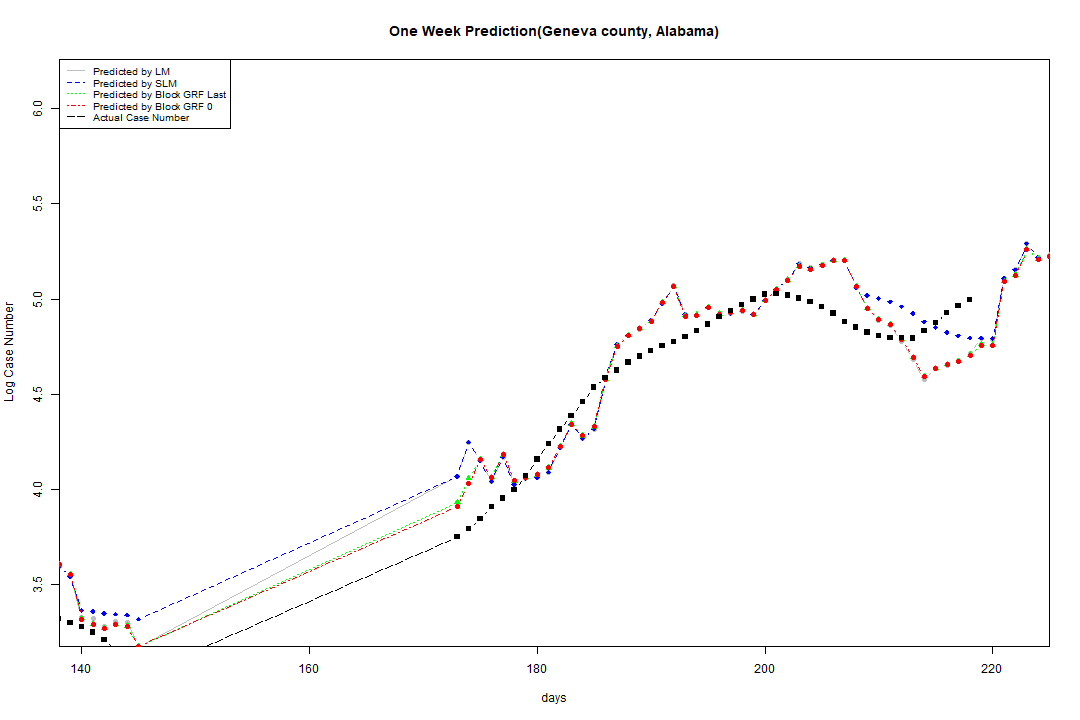 One Week Prediction(Geneva county, Alabama)
Predicted by LM
Predicted by SLM
Predicted by Block GRF Last
Predicted by Block GRF 0
Actual Case Number
6.0
5.5
5.0
4.5
4.0
3.5
Log Case Number
140 160 180 200 220
days